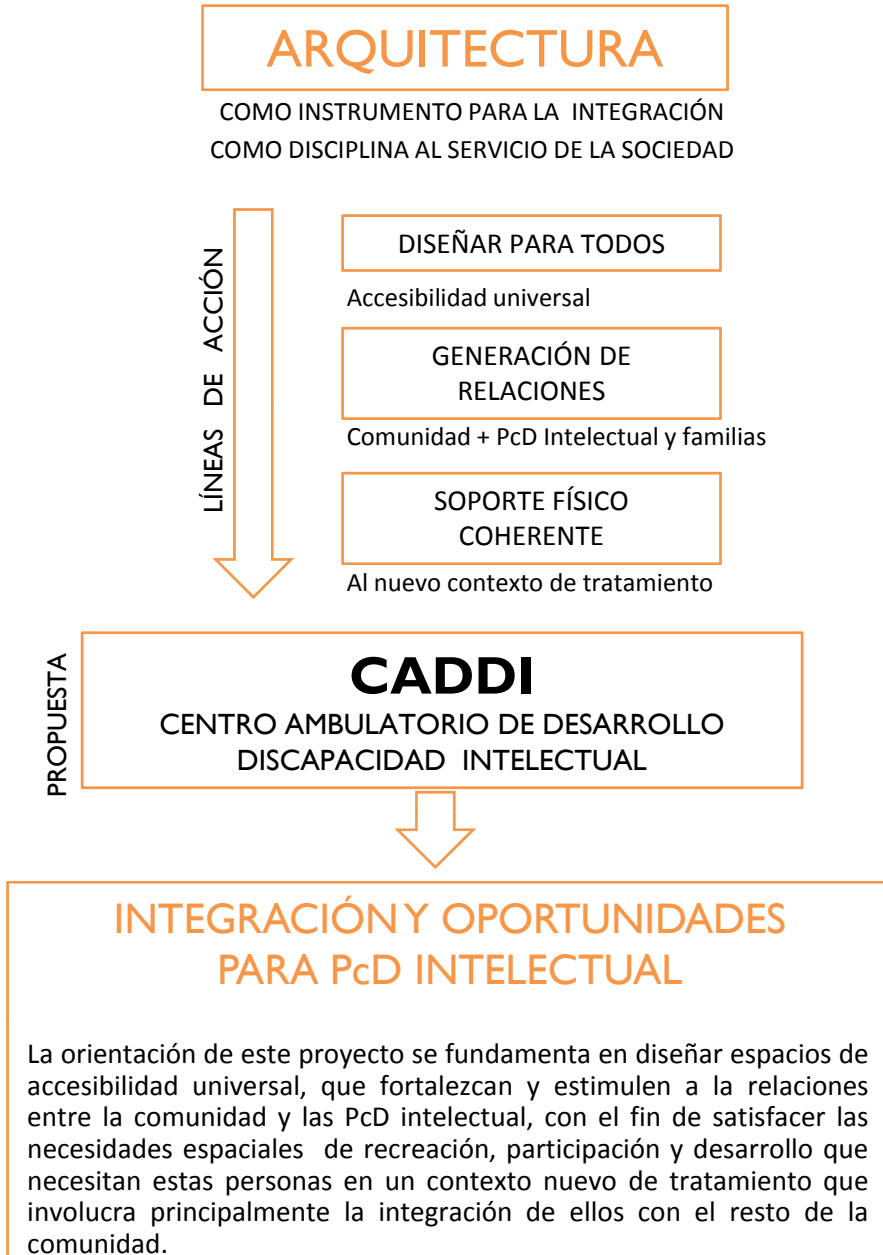 ARQUITECTURA
COMO INSTRUMENTO PARA LA INTEGRACIÓN
COMO DISCIPLINA AL SERVICIO DE LA SOCIEDAD
LÍNEAS DE ACCIÓN
DISEÑAR PARA TODOS
Accesibilidad universal
GENERACIÓN DE
RELACIONES
Comunidad + PcD Intelectual y familias
SOPORTE FÍSICO
COHERENTE
Al nuevo contexto de tratamiento
PROPUESTA
CADDI
CENTRO AMBULATORIO DE DESARROLLO
DISCAPACIDAD INTELECTUAL
INTEGRACIÓN Y OPORTUNIDADES
PARA PcD INTELECTUAL
La orientación de este proyecto se fundamenta en diseñar espacios de
accesibilidad universal, que fortalezcan y estimulen a la relaciones
entre la comunidad y las PcD intelectual, con el fin de satisfacer las
necesidades espaciales de recreación, participación y desarrollo que
necesitan estas personas en un contexto nuevo de tratamiento que
involucra principalmente la integración de ellos con el resto de la
comunidad.